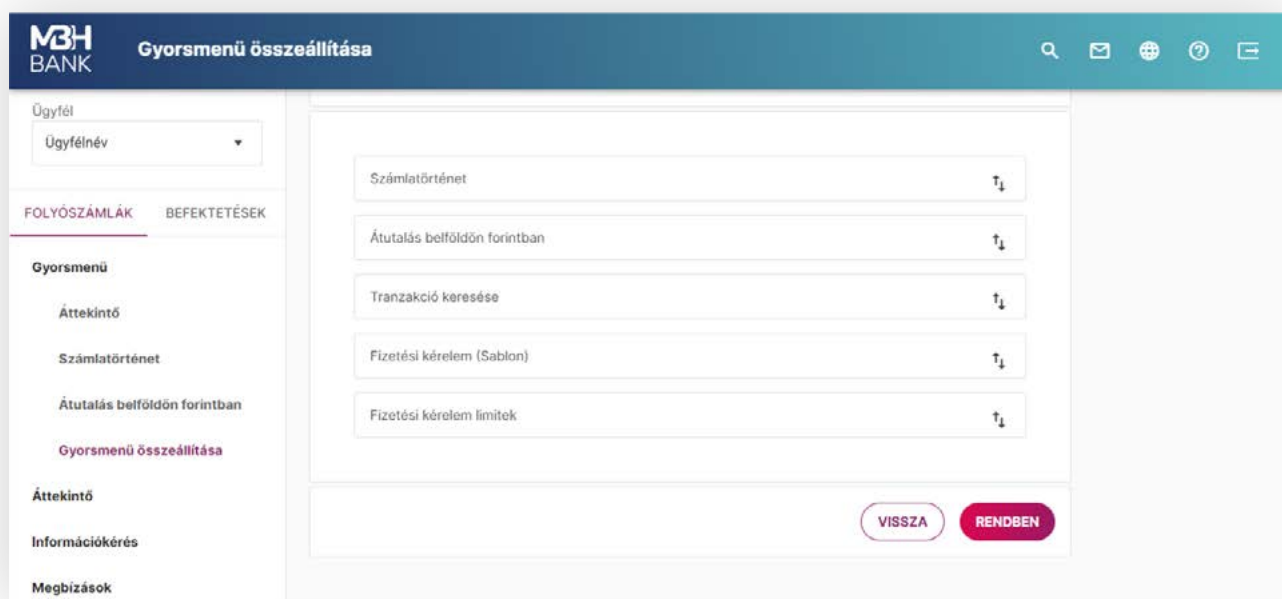 MBH
BANK
Gyorsmenü összeállítása
Ügyfél
Ügyfélnév
FOLYÓSZÁMLÁK BEFEKTETÉSEK
Gyorsmenü
Áttekintő
Számlatörténet
Átutalás belföldön forintban
Gyorsmenü összeállítása
Áttekintő
Információkérés
Megbízások
Számlatörténet
Átutalás belföldön forintban
Tranzakció keresése
Fizetési kérelem (Sablon)
Fizetési kérelem limitek
VISSZA RENDBEN